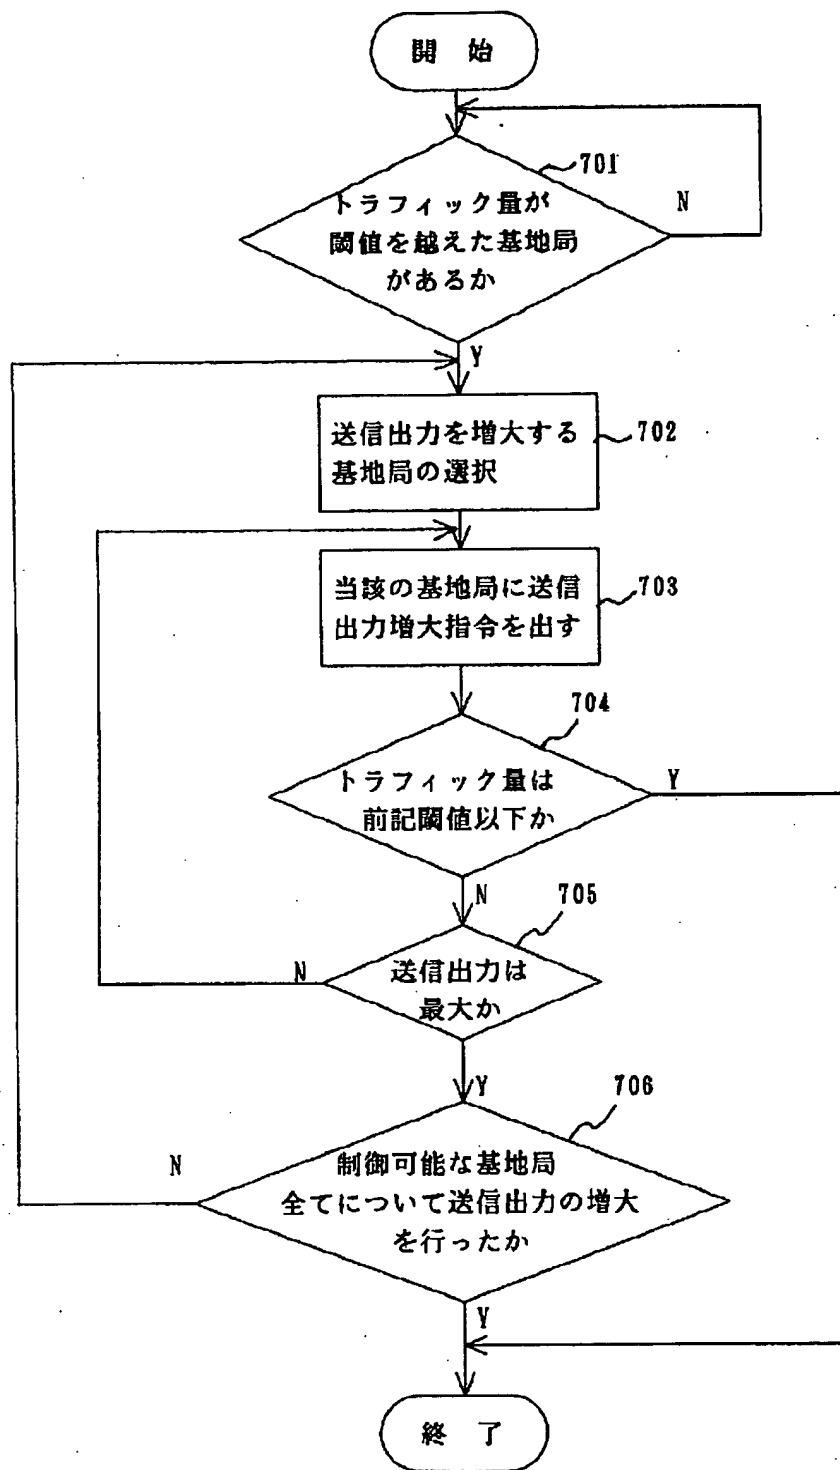 開 始
701
トラフィック量が
閾値を越えた基地局
があるか
N
Y
送信出力を増大する
基地局の選択
702
当該の基地局に送信
出力増大指令を出す
703
704
トラフィック量は
前記閾値以下か
Y
N
705
送信出力は
最大か
N
Y
706
制御可能な基地局
全てについて送信出力の増大
を行ったか
N
Y
終 了